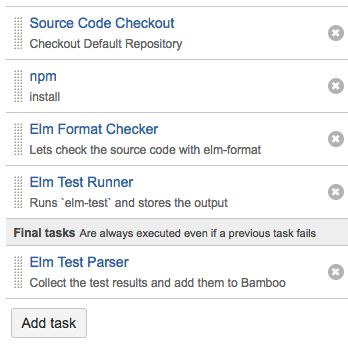 Source Code Checkout
Checkout Default Repository
npm
install
Elm Format Checker
Lets check the source code with elm-format
Elm Test Runner
Runs `elm-test` and stores the output
Final tasks Are always executed even if a previous task fails
Elm Test Parser
Collect the test results and add them to Bamboo
Add task